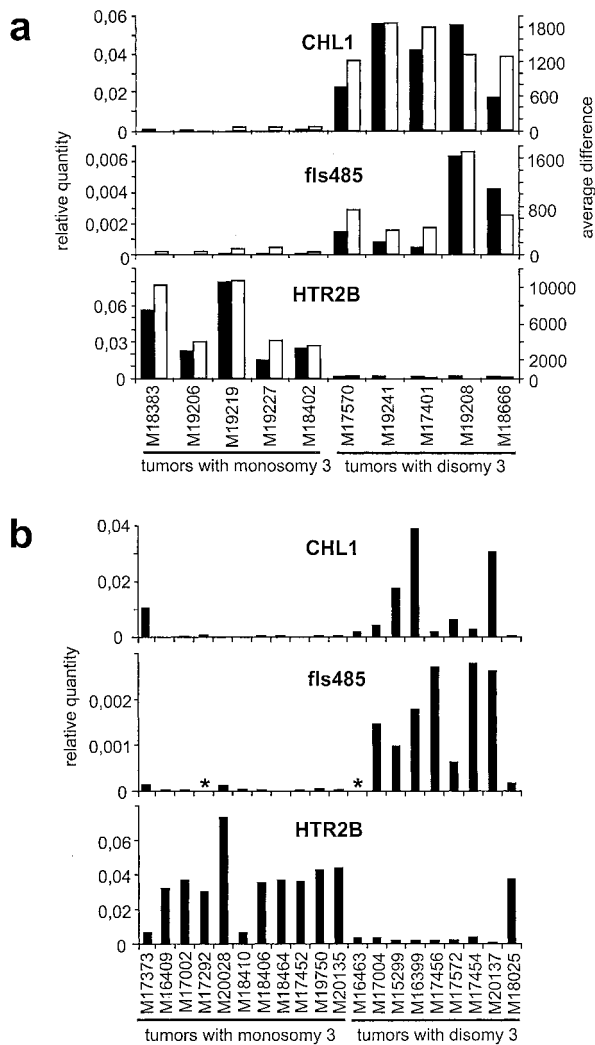 a
CHL1
0,06
0,04
0,02
0
1800
1200
600
0
fls485
0,006
0,004
0,002
0
1600
800
0
relative quantity
average difference
HTR2B
0,06
0,03
0
10000
6000
2000
0
M18383 M19206 M19219 M19227 M18402 M17570 M19241 M17401 M19208 M18666
tumors with monosomy 3 tumors with disomy 3
b
CHL1
0,04
0,02
0
fls485
0,002
0,001
0
* *
relative quantity
HTR2B
0,06
0,04
0,02
0
M17373 M16409 M17002 M17292 M20028 M18410 M18406 M18464 M17452 M19750 M20135 M16463 M17004 M15299 M16399 M17456 M17572 M17454 M20137 M18025
tumors with monosomy 3 tumors with disomy 3